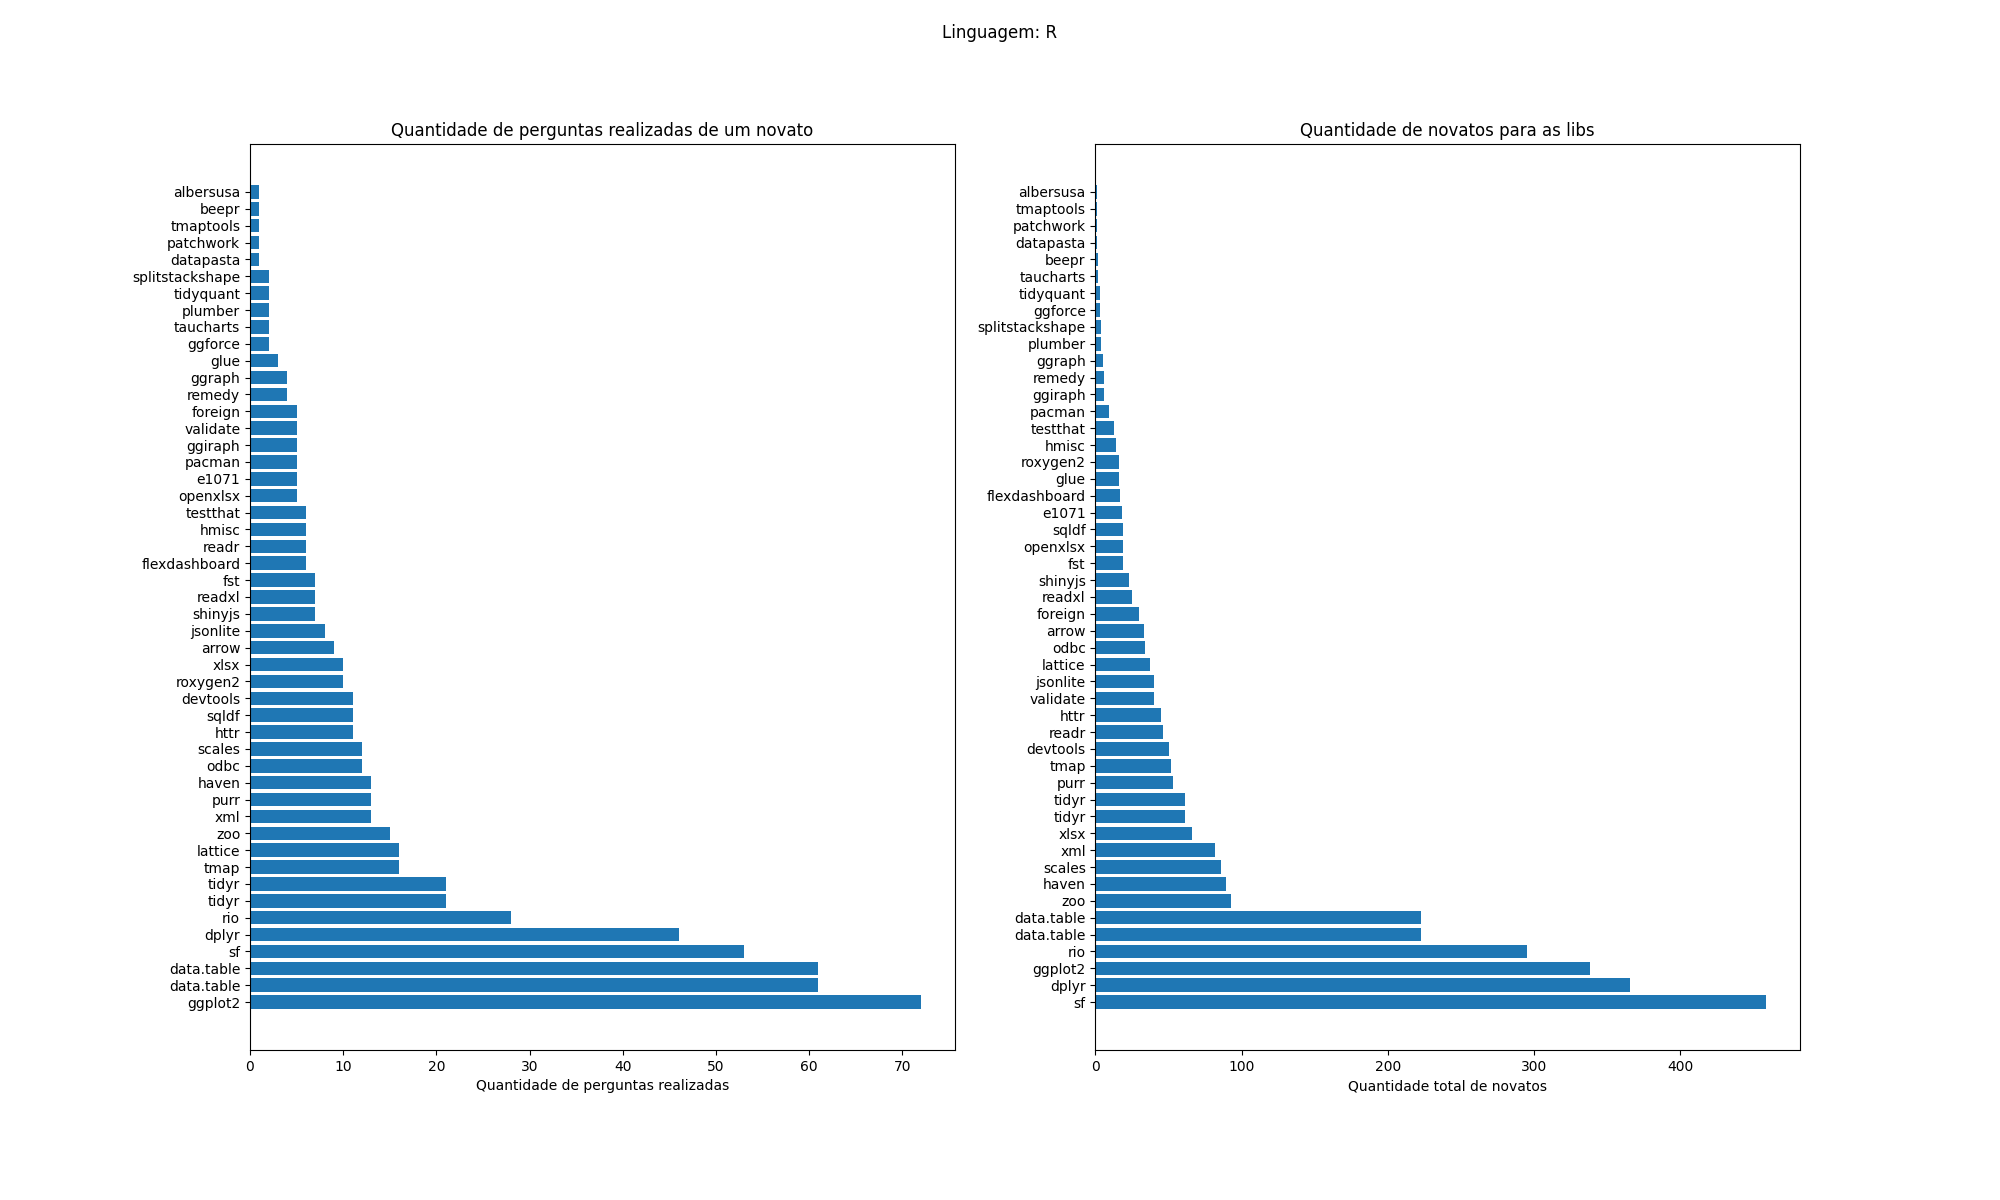 Linguagem: R
Quantidade de perguntas realizadas de um novato
albersusa
beepr
tmaptools
patchwork
datapasta
splitstackshape
tidyquant
plumber
taucharts
ggforce
glue
ggraph
remedy
foreign
validate
ggiraph
pacman
e1071
openxlsx
testthat
hmisc
readr
flexdashboard
fst
readxl
shinyjs
jsonlite
arrow
xlsx
roxygen2
devtools
sqldf
httr
scales
odbc
haven
purr
xml
zoo
lattice
tmap
tidyr
tidyr
rio
dplyr
sf
data.table
data.table
ggplot2
0 10 20 30 40 50 60 70
Quantidade de perguntas realizadas
Quantidade de novatos para as libs
albersusa
tmaptools
patchwork
datapasta
beepr
taucharts
tidyquant
ggforce
splitstackshape
plumber
ggraph
remedy
ggiraph
pacman
testthat
hmisc
roxygen2
glue
flexdashboard
e1071
sqldf
openxlsx
fst
shinyjs
readxl
foreign
arrow
odbc
lattice
jsonlite
validate
httr
readr
devtools
tmap
purr
tidyr
tidyr
xlsx
xml
scales
haven
zoo
data.table
data.table
rio
ggplot2
dplyr
sf
0 100 200 300 400
Quantidade total de novatos